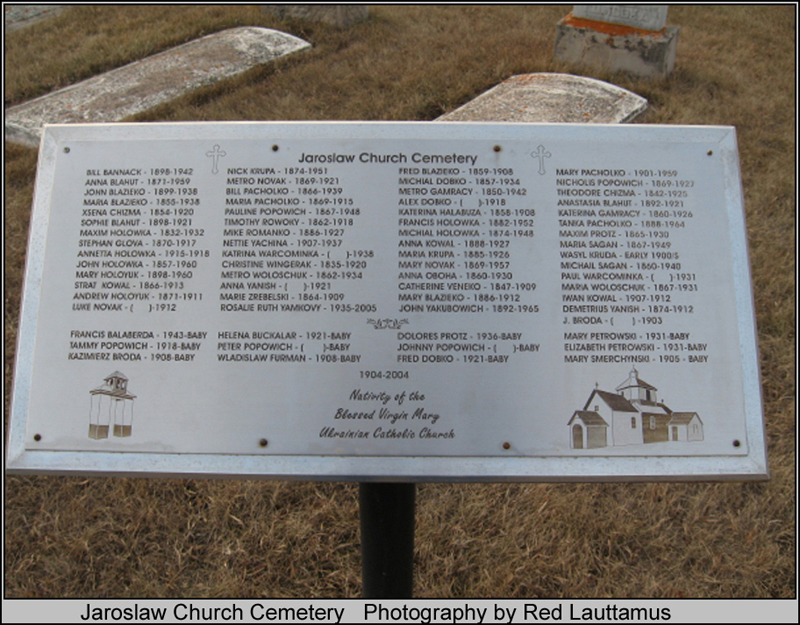 Jaroslaw Church Cemetery
BILL BANNACK - 1898-1942
ANNA BLAHUT - 1871-1959
JOHN BLAZIEKO - 1899-1938
MARIA BLAZIEKO - 1855-1938
XSENA CHIZMA - 1854-1920
SOPHIE BLAHUT - 1898-1921
MAXIM HOLOWKA - 1832-1932
STEPHAN GLOVA - 1870-1917
ANNETTA HOLOWKA - 1915-1918
JOHN HOLOWKA - 1857-1960
MARY HOLOYUK - 1898-1960
STRAT KOWAL - 1866-1913
ANDREW HOLOYUK - 1871-1911
LUKE NOVAK - ( )-1912
NICK KRUPA - 1874-1951
METRO NOVAK - 1869-1921
BILL PACHOLKO - 1866-1939
MARIA PACHOLKO - 1869-1915
PAULINE POPOWICH - 1867-1948
TIMOTHY ROWOKY - 1862-1918
MIKE ROMANKO - 1886-1927
NETTIE YACHINA - 1907-1937
KATRINA WARCOMINKA - ( )-1938
CHRISTINE WINGERAK - 1835-1920
METRO WOLOSCHUK - 1862-1934
ANNA YANISH - ( )-1921
MARIE ZREBELSKI - 1864-1909
ROSALIE RUTH YAMKOVY - 1935-2005
FRED BLAZIEKO - 1859-1908
MICHIAL DOBKO - 1857-1934
METRO GAMRACY - 1850-1942
ALEX DOBKO - ( )-1918
KATERINA HALABUZA - 1858-1908
FRANCIS HOLOWKA - 1882-1952
MICHIAL HOLOWKA - 1874-1948
ANNA KOWAL - 1888-1927
MARIA KRUPA - 1885-1926
MARY NOVAK - 1869-1957
ANNA OBOHA - 1860-1930
CATHERINE VENEKO - 1847-1909
MARY BLAZIEKO - 1886-1912
JOHN YAKUBOWICH - 1892-1965
MARY PACHOLKO - 1901-1959
NICHOLIS POPOWICH - 1869-1927
THEODORE CHIZMA - 1842-1925
ANASTASIA BLAHUT - 1892-1921
KATERINA GAMRACY - 1860-1926
TANKA PACHOLKO - 1888-1964
MAXIM PROTZ - 1865-1930
MARIA SAGAN - 1867-1949
WASYL KRUDA - EARLY 1900'S
MICHAIL SAGAN - 1860-1940
PAUL WARCOMINKA - ( )-1931
MARIA WOLOSCHUK - 1867-1931
IWAN KOWAL - 1907-1912
DEMETRIUS YANISH - 1874-1912
J. BRODA - ( )-1903
FRANCIS BALABERDA - 1943-BABY
TAMMY POPOWICH - 1918-BABY
KAZIMIERZ BRODA - 1908-BABY
HELENA BUCKALAR - 1921-BABY
PETER POPOWICH - ( )-BABY
WLADISLAW FURMAN - 1908-BABY
DOLORES PROTZ - 1936-BABY
JOHNNY POPOWICH - ( )-BABY
FRED DOBKO - 1921-BABY
MARY PETROWSKI - 1931-BABY
ELIZABETH PETROWSKI - 1931-BABY
MARY SMERCHYNSKI - 1905 - BABY
1904-2004
Nativity of the
Blessed Virgin Mary
Ukrainian Catholic Church
Jaroslaw Church Cemetery Photography by Red Lauttamus